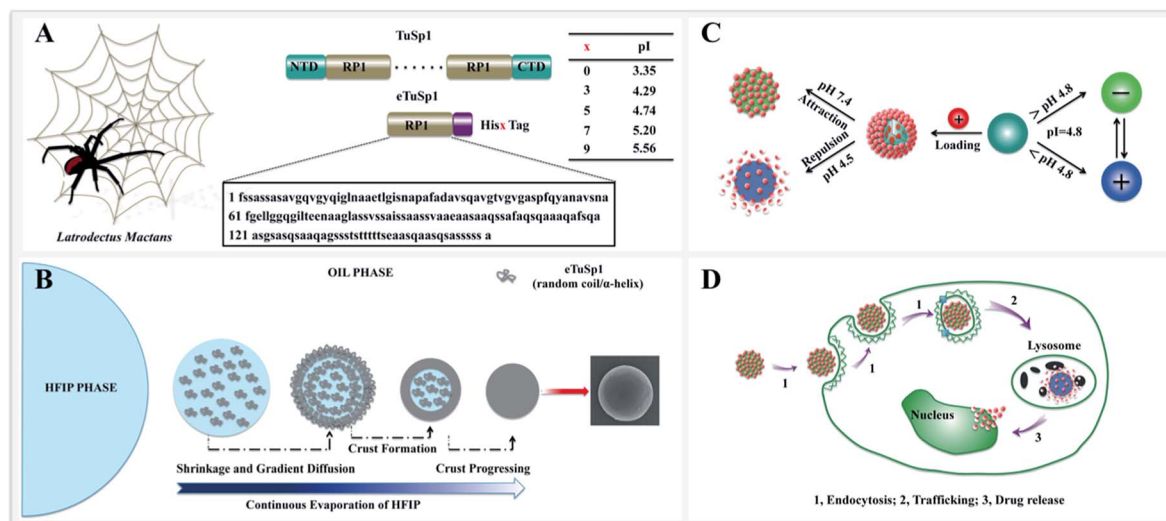 A
TuSp1
NTD RP1 ...... RP1 CTD
eTuSp1
RP1 Hisx Tag
x pI
0 3.35
3 4.29
5 4.74
7 5.20
9 5.56
1 fssassasavgqvgyqiglnaaetlgisnapafadavsqavgtvgvgaspfqyanavsna
61 fgellggqgilteenaaglassvssaissaassvaaeaasaaqssafaqsqaaaqafsqa
121 asgsasqsaaqagssststtttttseaasqaasqsasssss a
Latrodectus Mactans
B
OIL PHASE
eTuSp1
(random coil/α-helix)
HFIP PHASE
Crust Formation
Shrinkage and Gradient Diffusion
Crust Progressing
Continuous Evaporation of HFIP
C
pH 7.4
Attraction
Repulsion
pH 4.5
+
Loading
> pH 4.8
pI=4.8
< pH 4.8
−
+
D
1
1
1
2
Lysosome
Nucleus
3
1, Endocytosis; 2, Trafficking; 3, Drug release